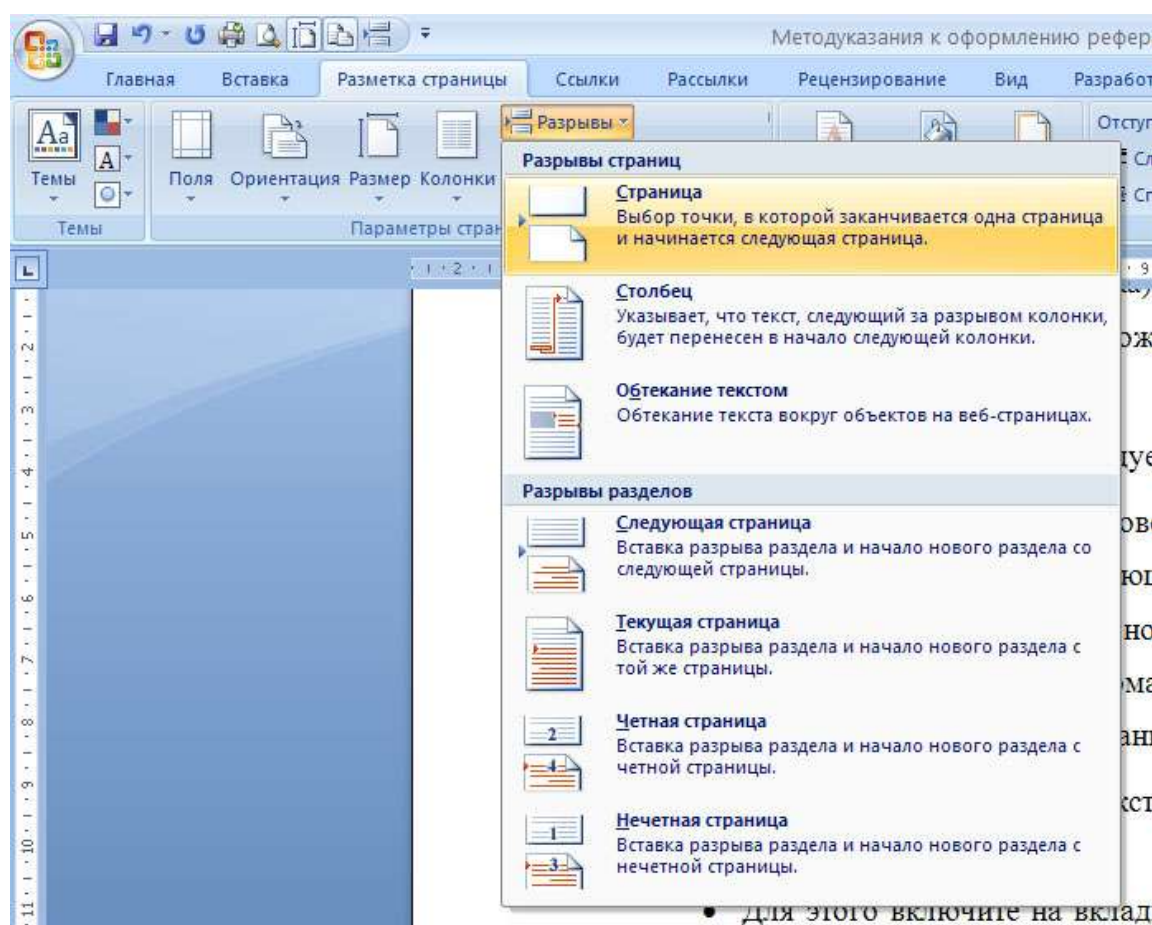 Методуказания к оформлению рефер
Главная Вставка Разметка страницы Ссылки Рассылки Рецензирование Вид Разработ
Разрывы
Отступ
Темы Поля Ориентация Размер Колонки
Темы Параметры стран
Разрывы страниц
Страница
Выбор точки, в которой заканчивается одна страница
и начинается следующая страница.
Столбец
Указывает, что текст, следующий за разрывом колонки,
будет перенесен в начало следующей колонки.
Обтекание текстом
Обтекание текста вокруг объектов на веб-страницах.
Разрывы разделов
Следующая страница
Вставка разрыва раздела и начало нового раздела со
следующей страницы.
Текущая страница
Вставка разрыва раздела и начало нового раздела с
той же страницы.
Четная страница
Вставка разрыва раздела и начало нового раздела с
четной страницы.
Нечетная страница
Вставка разрыва раздела и начало нового раздела с
нечетной страницы.
• Для этого включите на вклад